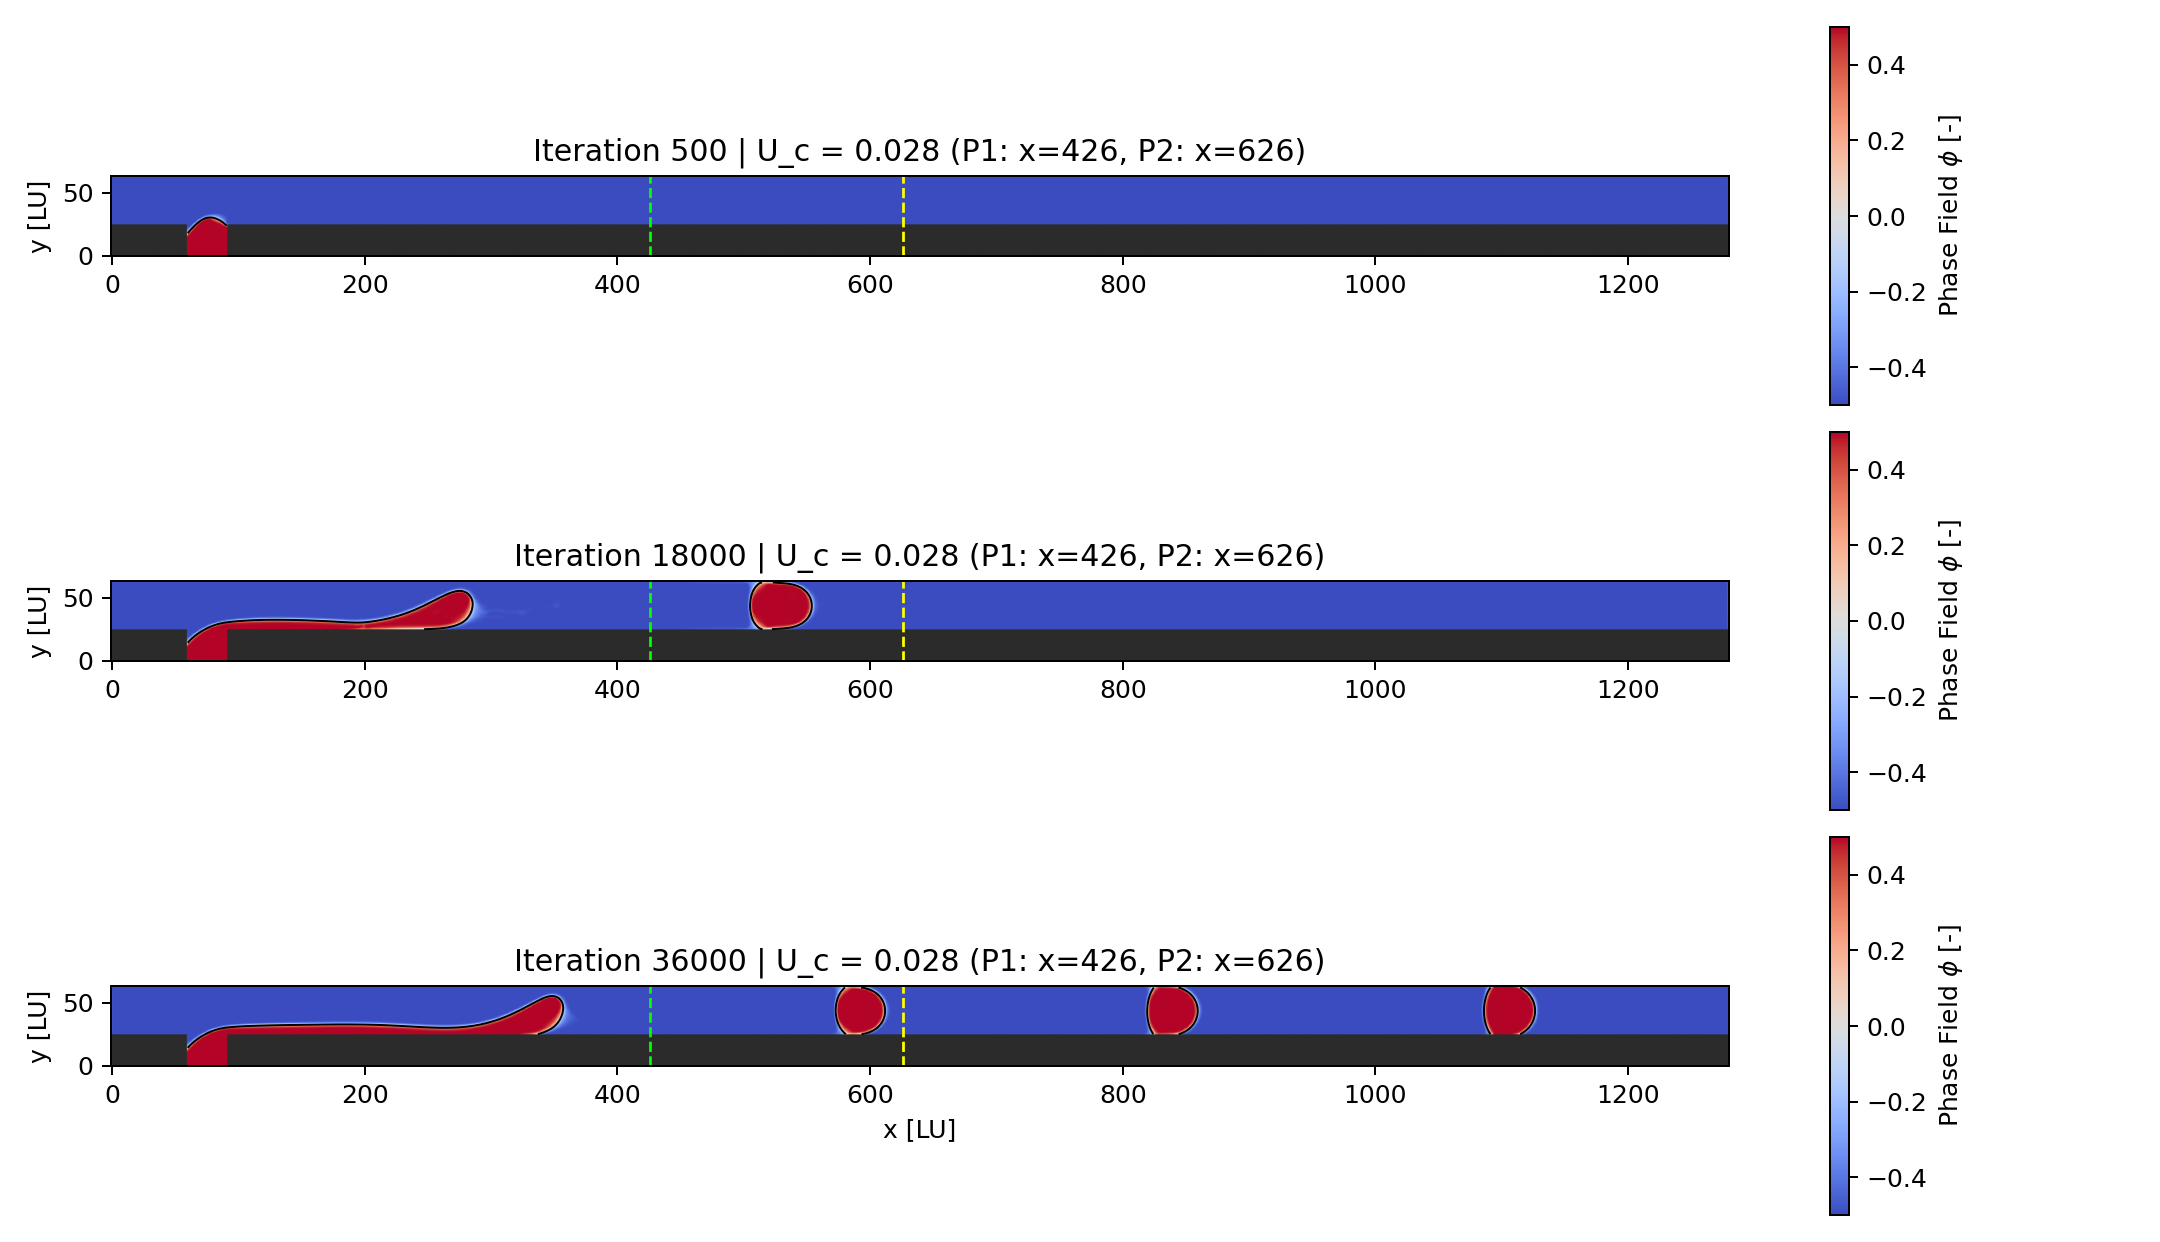 Iteration 500 | U_c = 0.028 (P1: x=426, P2: x=626)
y [LU]
50
0
0 200 400 600 800 1000 1200
0.4
0.2
0.0
−0.2
−0.4
Phase Field ϕ [-]
Iteration 18000 | U_c = 0.028 (P1: x=426, P2: x=626)
y [LU]
50
0
0 200 400 600 800 1000 1200
0.4
0.2
0.0
−0.2
−0.4
Phase Field ϕ [-]
Iteration 36000 | U_c = 0.028 (P1: x=426, P2: x=626)
y [LU]
50
0
0 200 400 600 800 1000 1200
x [LU]
0.4
0.2
0.0
−0.2
−0.4
Phase Field ϕ [-]